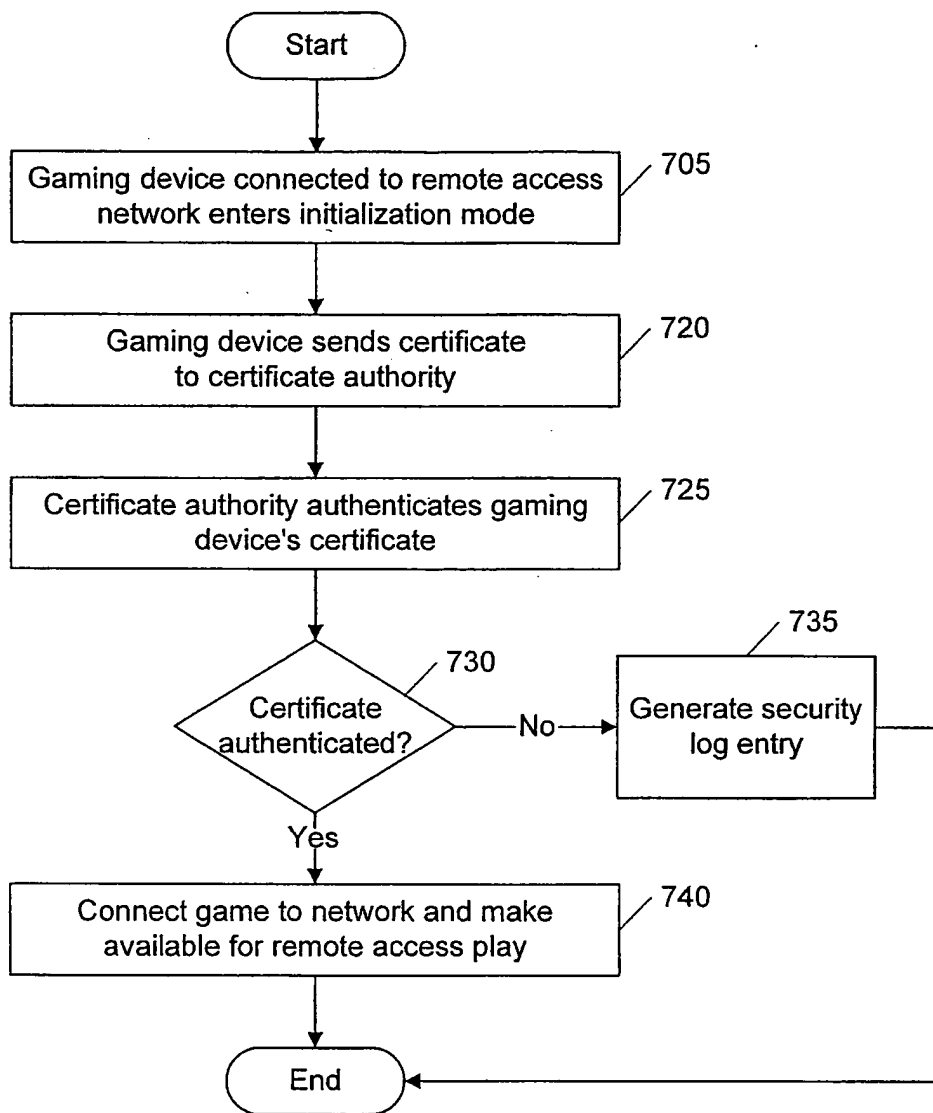 Start
Gaming device connected to remote access
network enters initialization mode
705
Gaming device sends certificate
to certificate authority
720
Certificate authority authenticates gaming
device's certificate
725
Certificate
authenticated?
730
No
Generate security
log entry
735
Yes
Connect game to network and make
available for remote access play
740
End